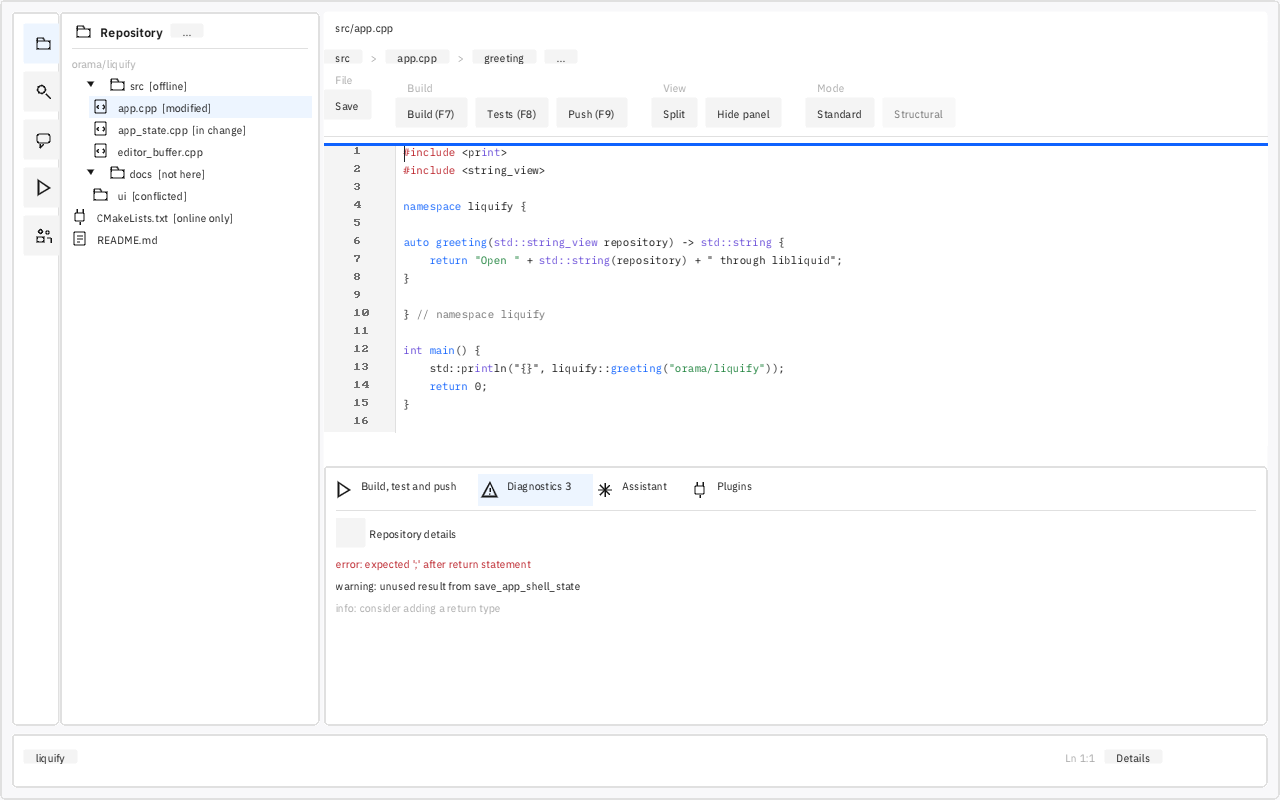 Repository ...
orama/liquify
src [offline]
app.cpp [modified]
app_state.cpp [in change]
editor_buffer.cpp
docs [not here]
ui [conflicted]
CMakeLists.txt [online only]
README.md
src/app.cpp
src > app.cpp > greeting ...
File
Save
Build
Build (F7) Tests (F8) Push (F9)
View
Split Hide panel
Mode
Standard Structural
1 #include <print>
2 #include <string_view>
3
4 namespace liquify {
5
6 auto greeting(std::string_view repository) -> std::string {
7     return "Open " + std::string(repository) + " through libliquid";
8 }
9
10 } // namespace liquify
11
12 int main() {
13     std::println("{}", liquify::greeting("orama/liquify"));
14     return 0;
15 }
16
Build, test and push Diagnostics 3 Assistant Plugins
Repository details
error: expected ';' after return statement
warning: unused result from save_app_shell_state
info: consider adding a return type
liquify Ln 1:1 Details